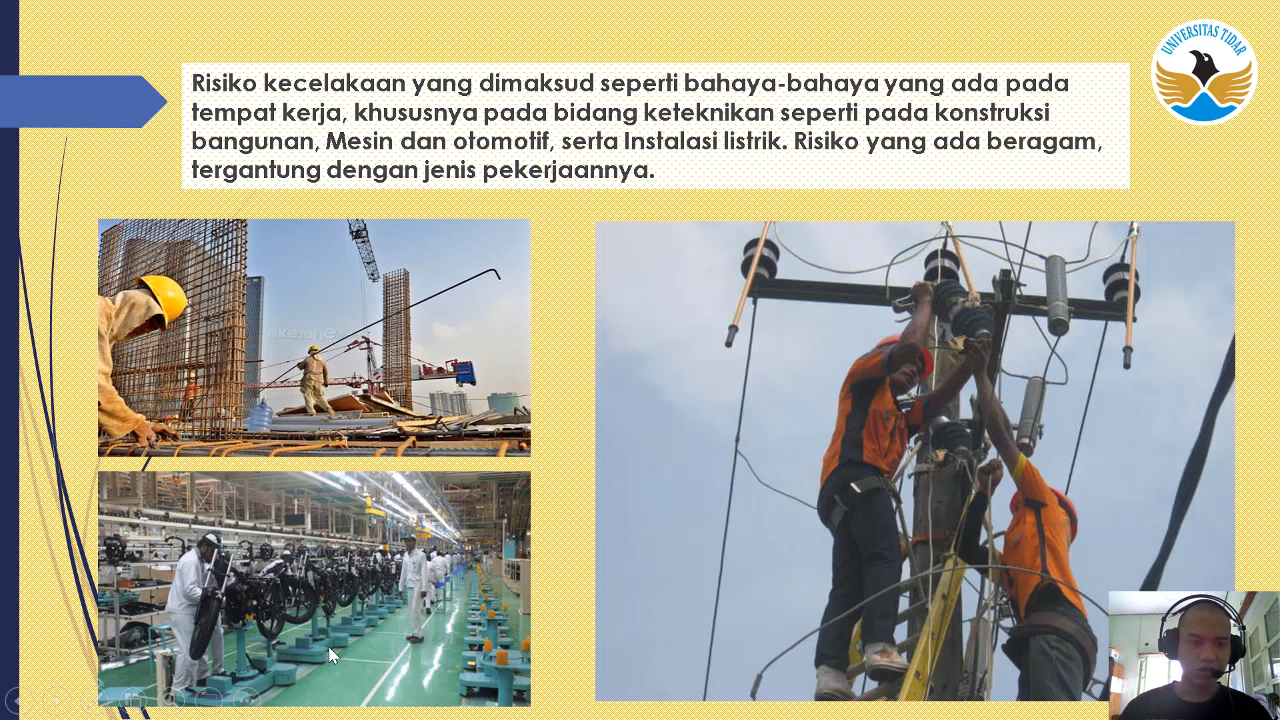 UNIVERSITAS TIDAR
Risiko kecelakaan yang dimaksud seperti bahaya-bahaya yang ada pada
tempat kerja, khususnya pada bidang keteknikan seperti pada konstruksi
bangunan, Mesin dan otomotif, serta Instalasi listrik. Risiko yang ada beragam,
tergantung dengan jenis pekerjaannya.
okezone